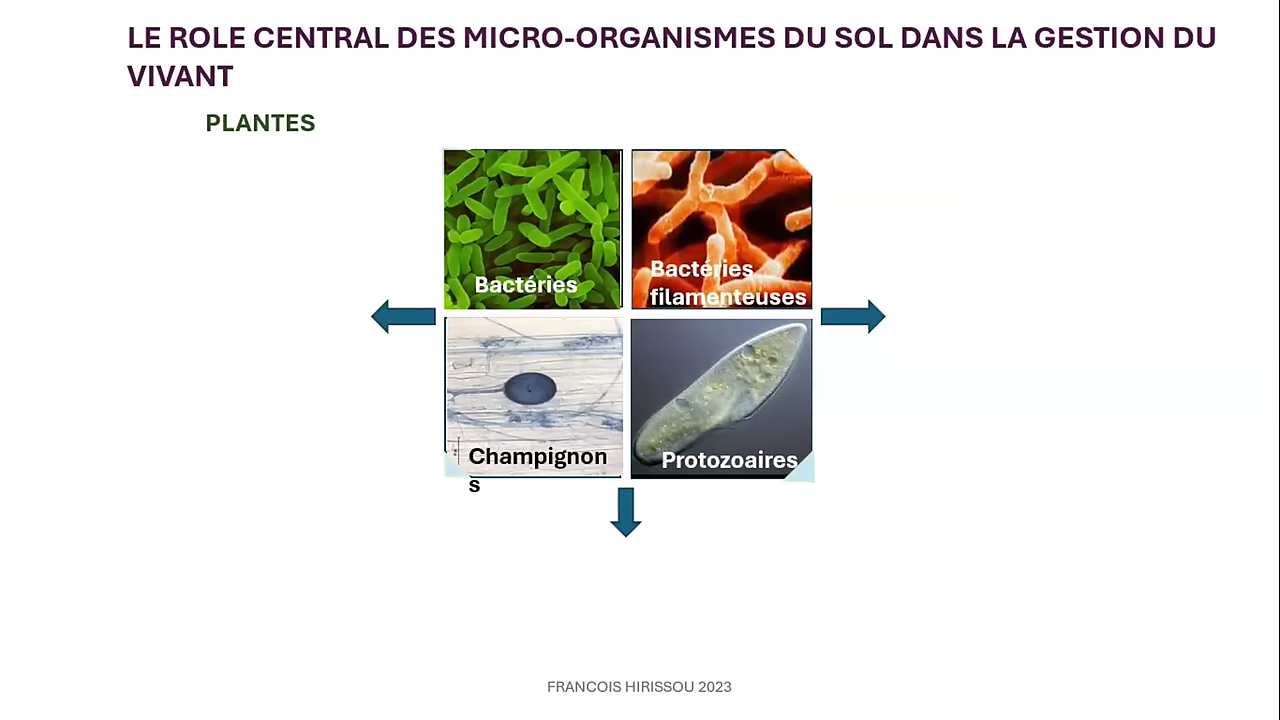 LE ROLE CENTRAL DES MICRO-ORGANISMES DU SOL DANS LA GESTION DU
VIVANT
PLANTES
Bactéries
Bactéries
filamenteuses
Champignon
s
Protozoaires
FRANCOIS HIRISSOU 2023